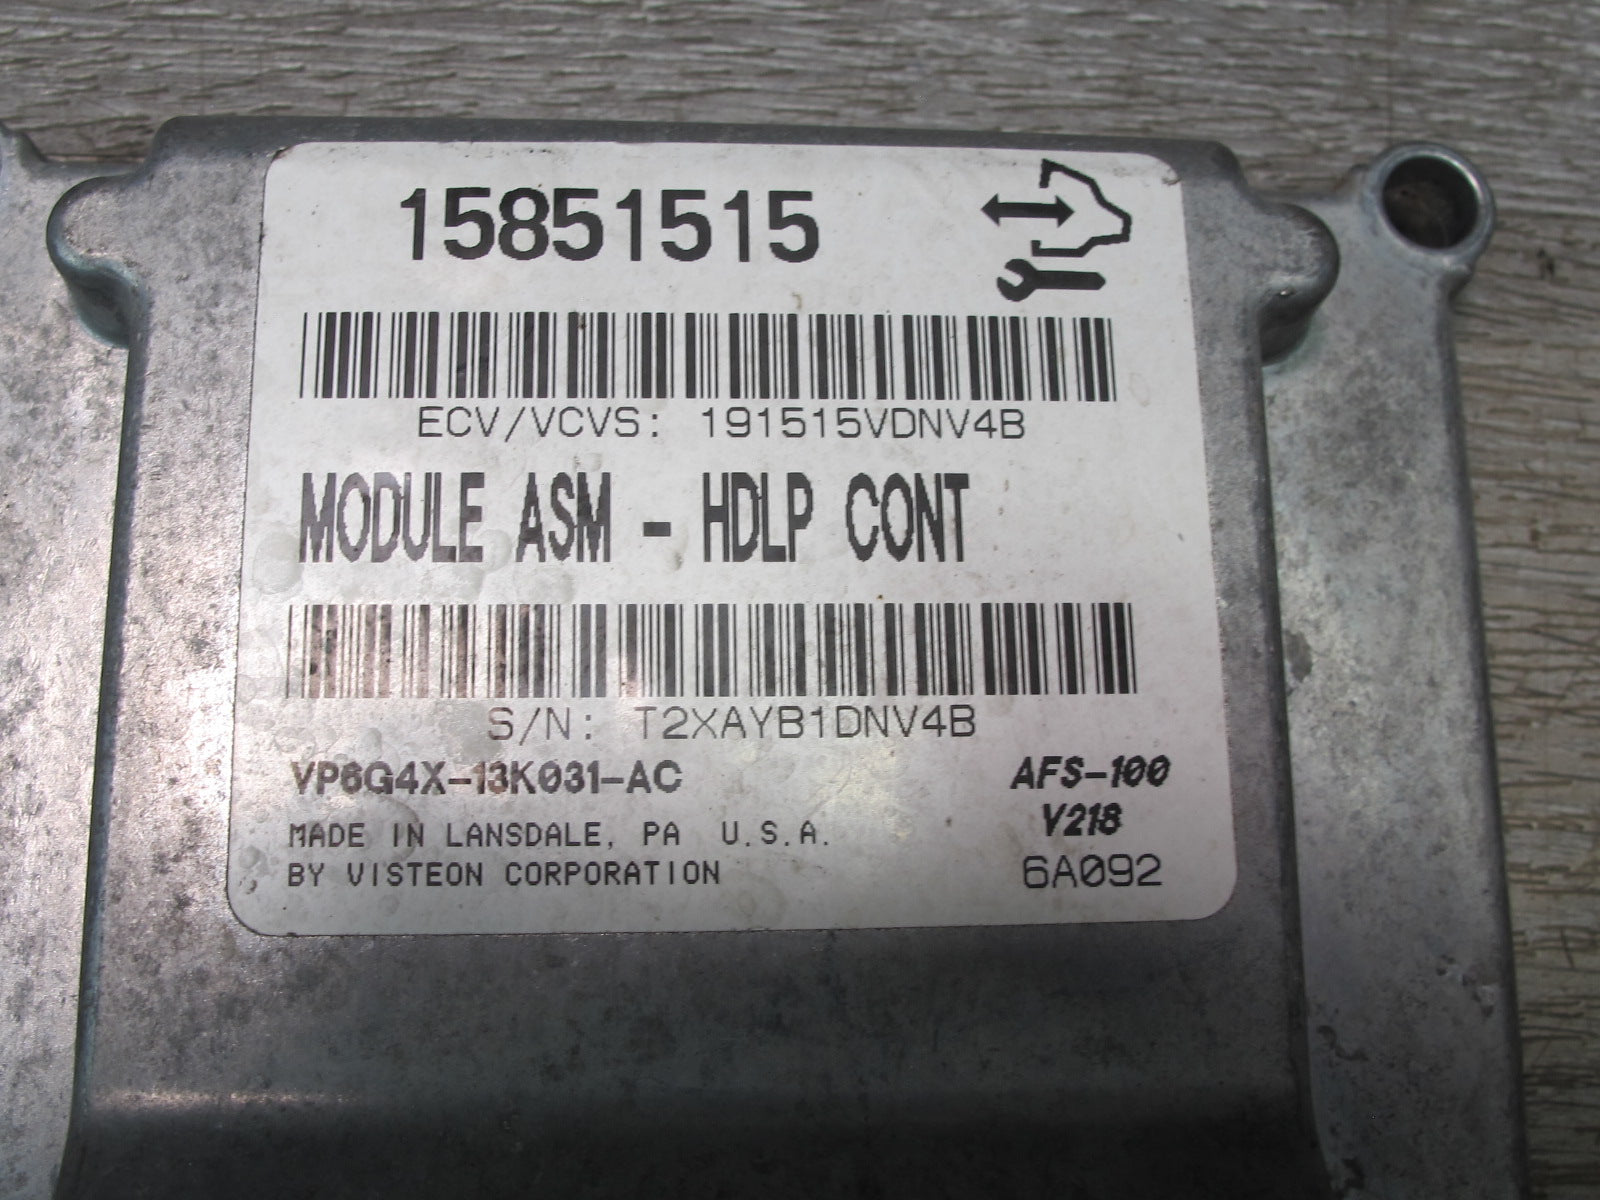 15851515
ECV/VCVS: 191515VDNV4B
MODULE ASM - HDLP CONT
S/N: T2XAYB1DNV4B
VP6G4X-13K031-AC AFS-100
V218
MADE IN LANSDALE, PA U.S.A.
BY VISTEON CORPORATION 6A092